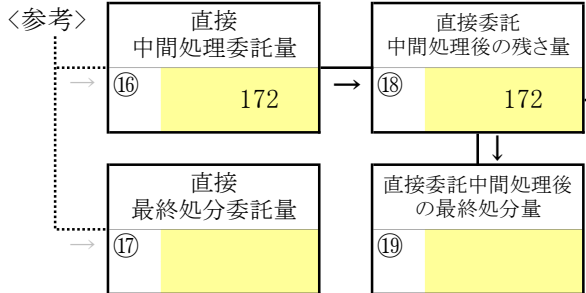 <参考>
直接
中間処理委託量
⑯
172
→
→
直接委託
中間処理後の残さ量
⑱
172
↓
直接
最終処分委託量
⑰
→
直接委託中間処理後
の最終処分量
⑲